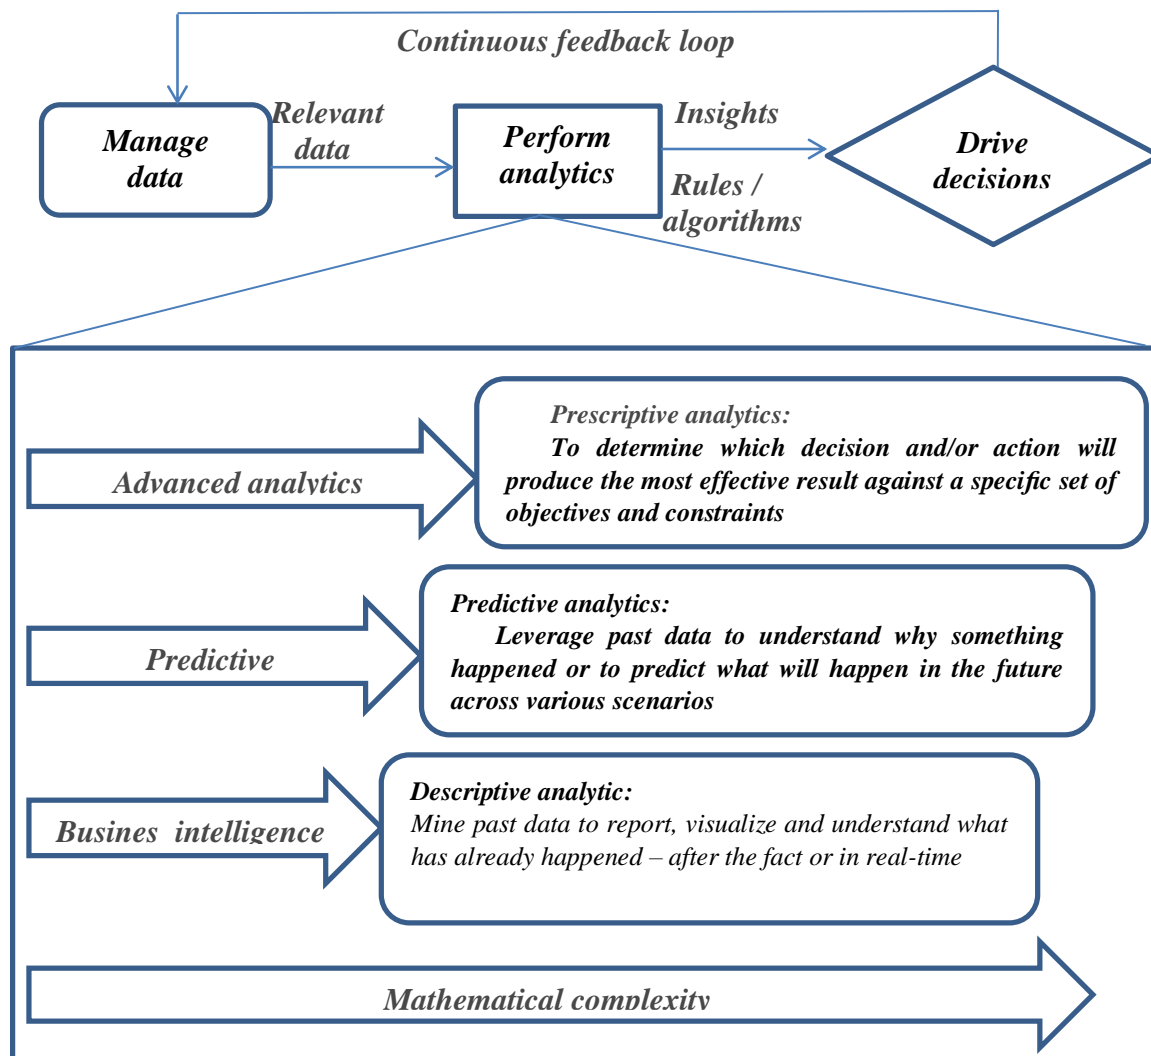 Continuous feedback loop
Manage
data
Relevant
data
Perform
analytics
Insights
Rules /
algorithms
Drive
decisions
Advanced analytics
Prescriptive analytics:
To determine which decision and/or action will
produce the most effective result against a specific set of
objectives and constraints
Predictive
Predictive analytics:
Leverage past data to understand why something
happened or to predict what will happen in the future
across various scenarios
Busines intelligence
Descriptive analytic:
Mine past data to report, visualize and understand what
has already happened – after the fact or in real-time
Mathematical complexity